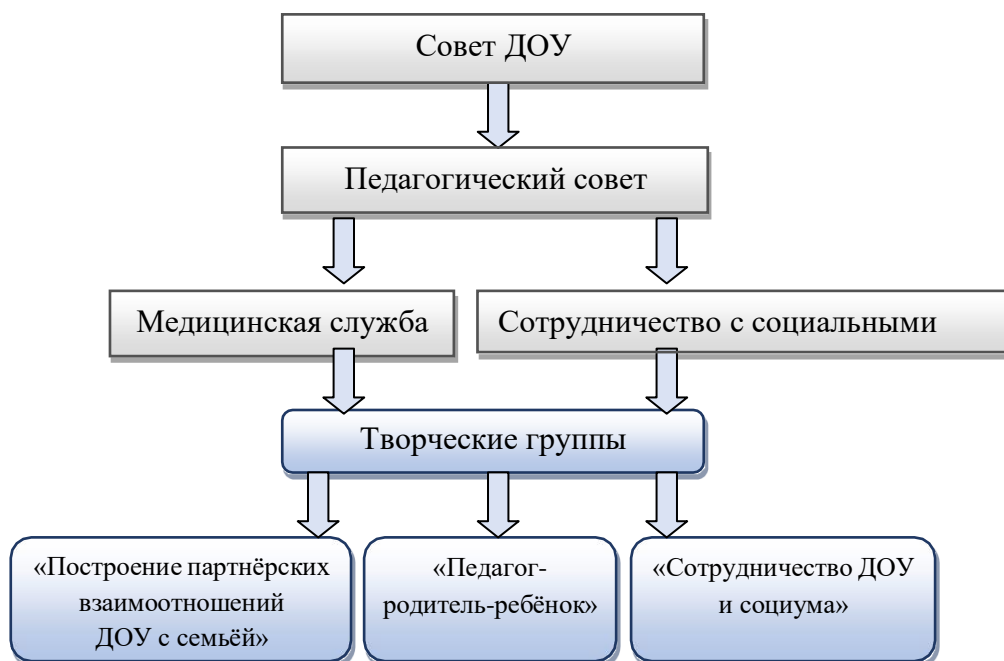 Совет ДОУ
Педагогический совет
Медицинская служба
Сотрудничество с социальными
Творческие группы
«Построение партнёрских
взаимоотношений
ДОУ с семьёй»
«Педагог-
родитель-ребёнок»
«Сотрудничество ДОУ
и социума»